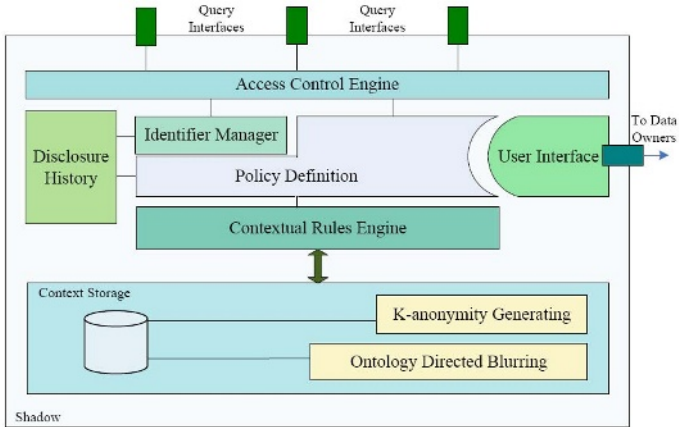 Query
Interfaces
Query
Interfaces
Access Control Engine
Identifier Manager
Disclosure
History
Policy Definition
User Interface
To Data
Owners
Contextual Rules Engine
Context Storage
K-anonymity Generating
Ontology Directed Blurring
Shadow